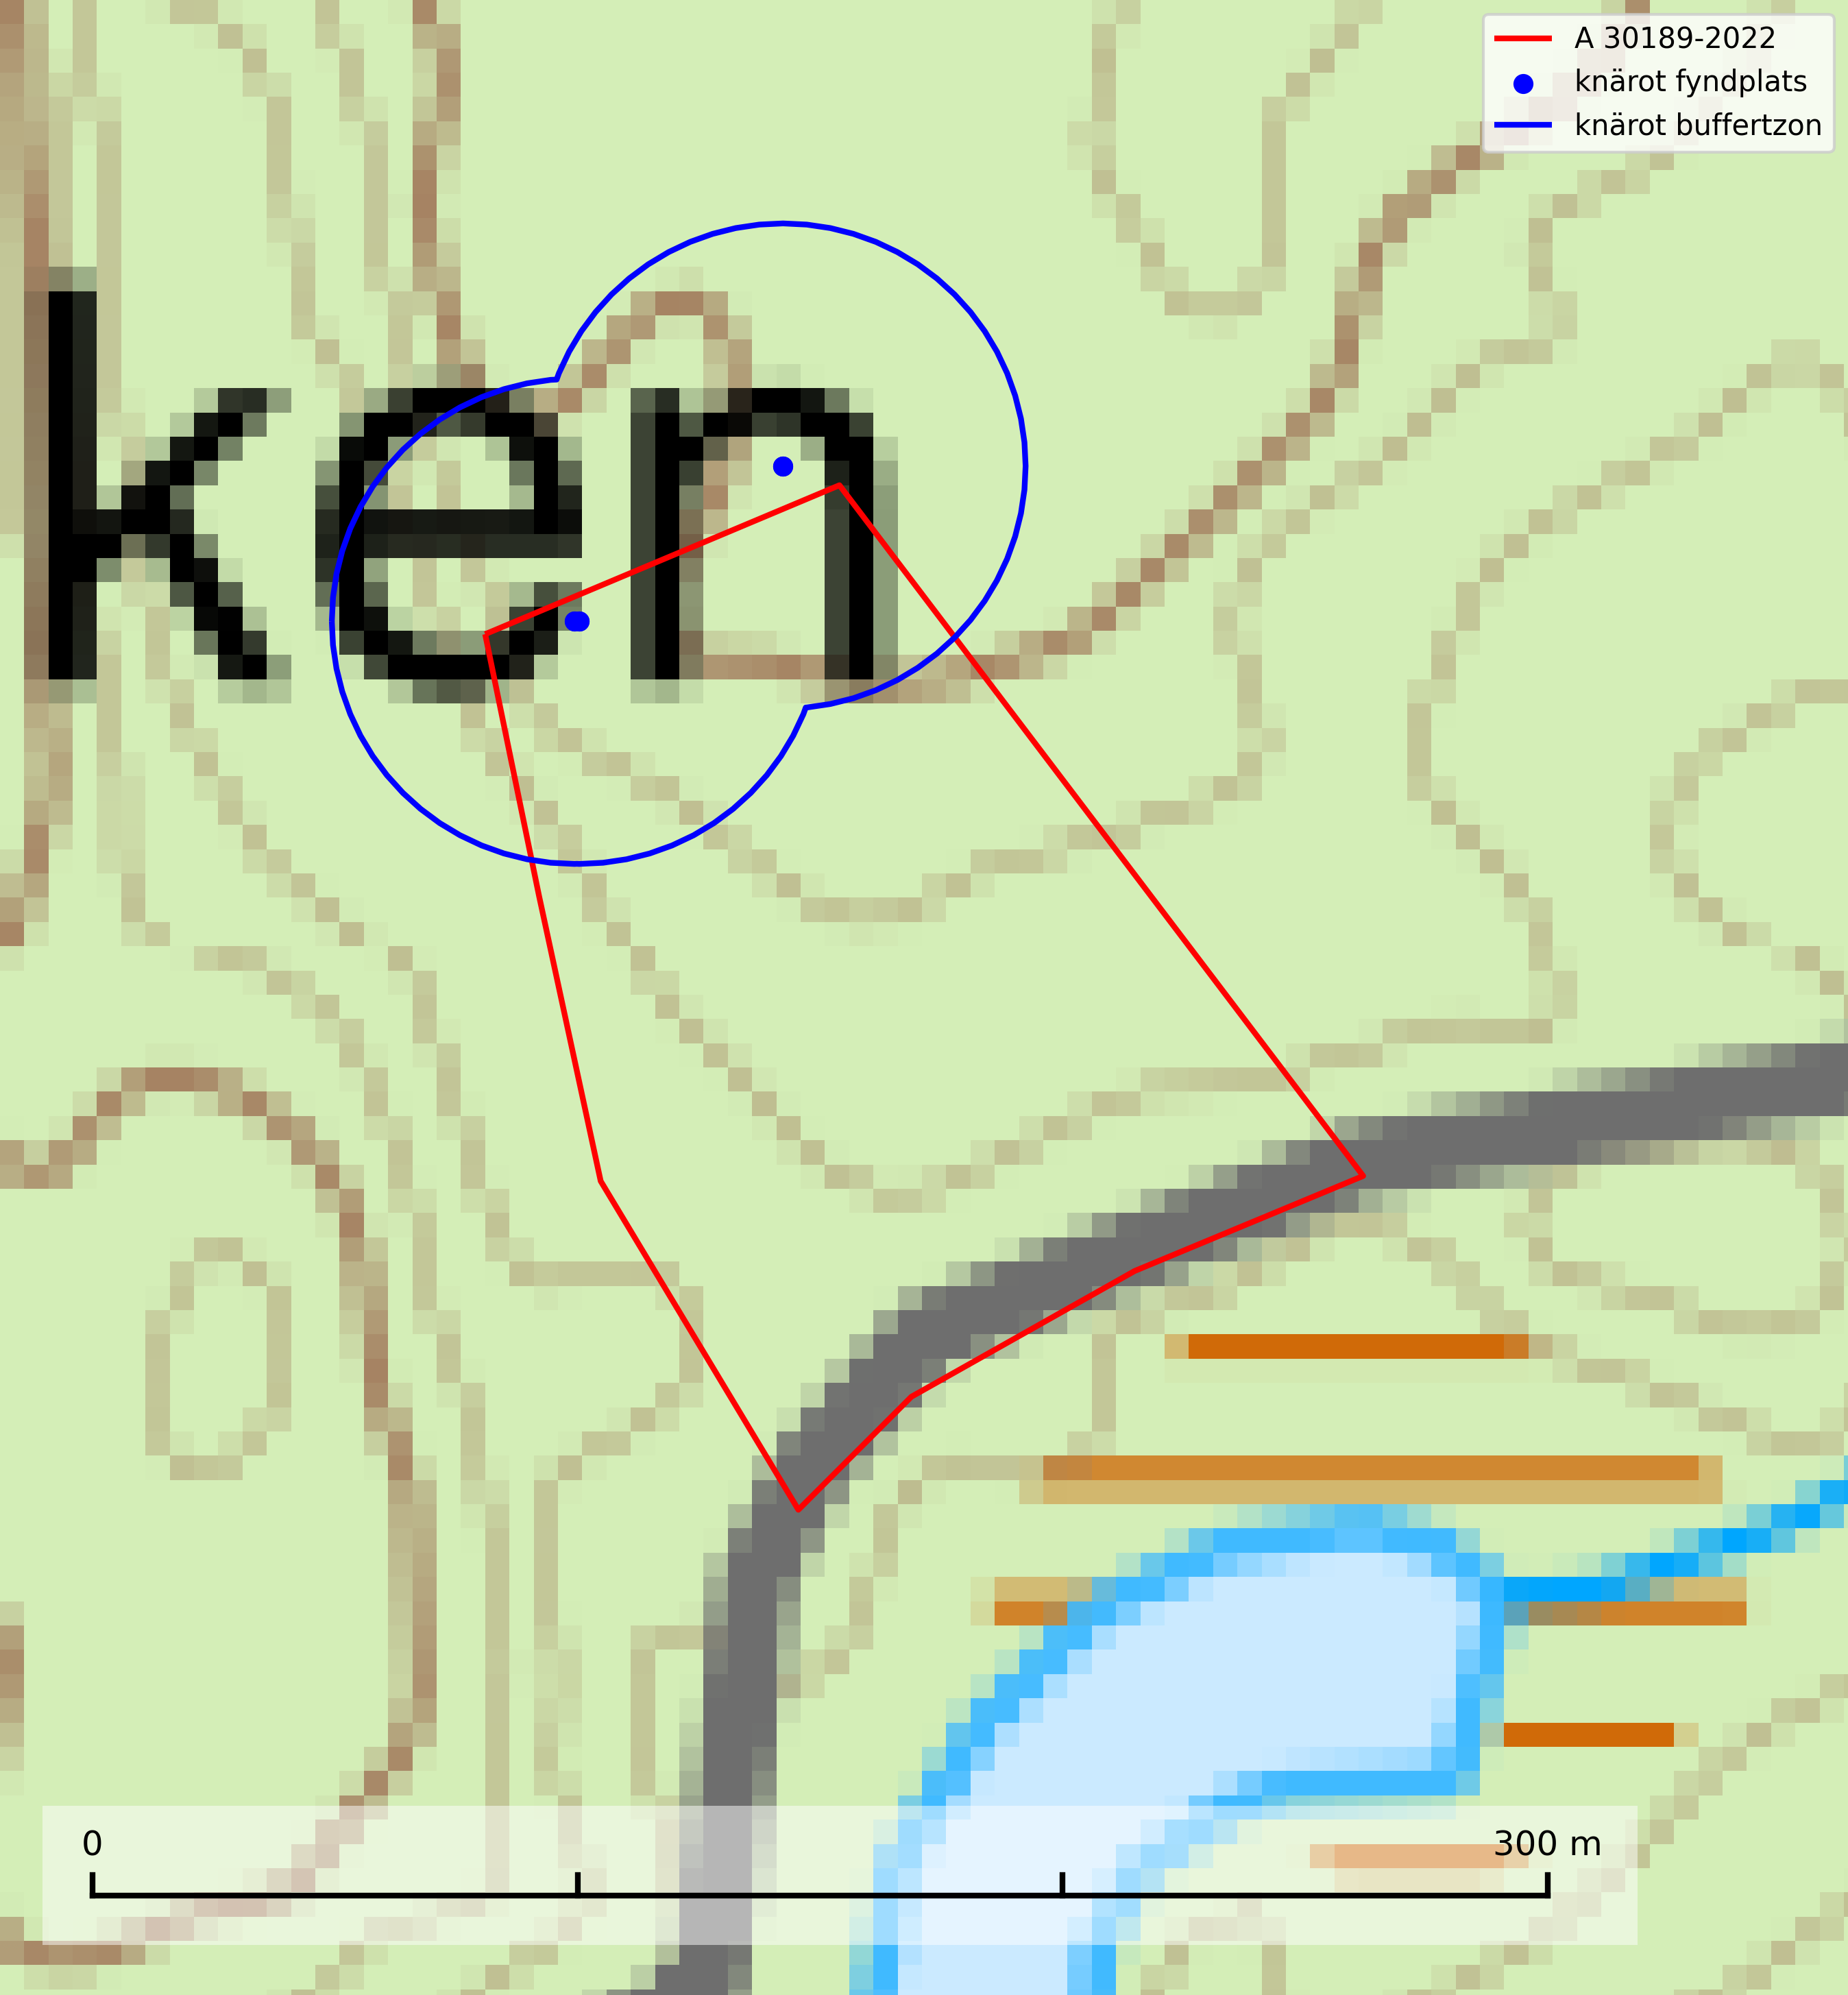 A 30189-2022
knärot fyndplats
knärot buffertzon
ken
0 300 m